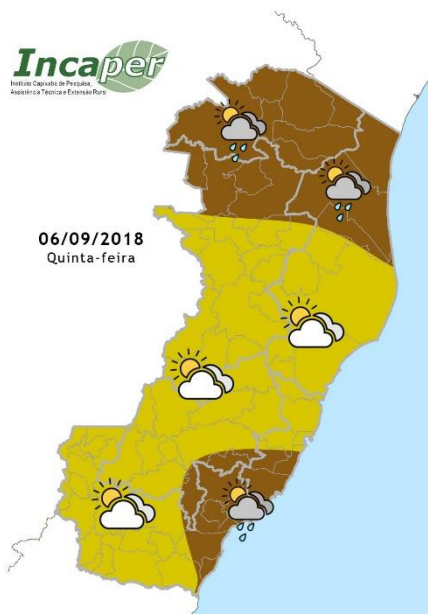 Incaper
Instituto Capixaba de Pesquisa,
Assistência Técnica e Extensão Rural
06/09/2018
Quinta-feira